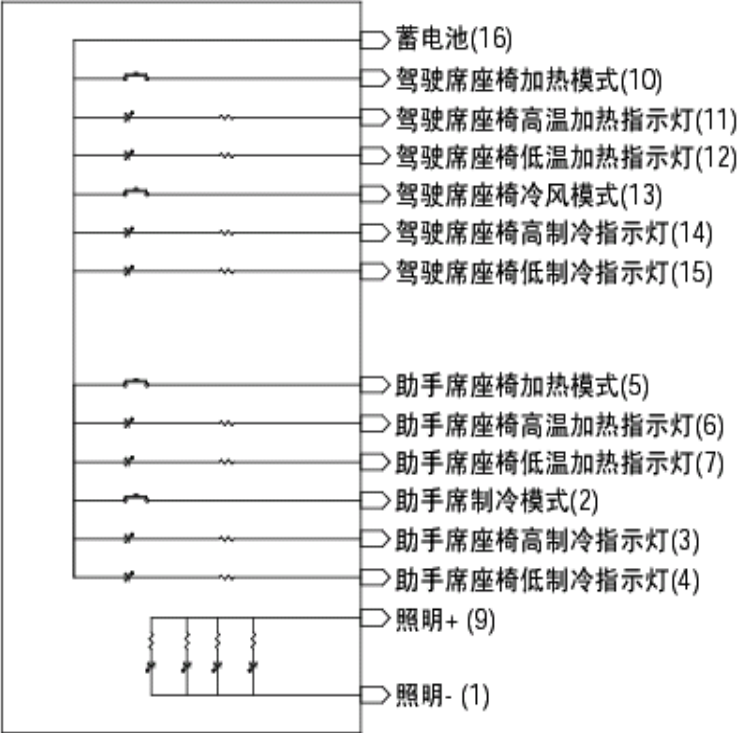 蓄电池(16)
驾驶席座椅加热模式(10)
驾驶席座椅高温加热指示灯(11)
驾驶席座椅低温加热指示灯(12)
驾驶席座椅冷风模式(13)
驾驶席座椅高制冷指示灯(14)
驾驶席座椅低制冷指示灯(15)
助手席座椅加热模式(5)
助手席座椅高温加热指示灯(6)
助手席座椅低温加热指示灯(7)
助手席制冷模式(2)
助手席座椅高制冷指示灯(3)
助手席座椅低制冷指示灯(4)
照明+ (9)
照明- (1)